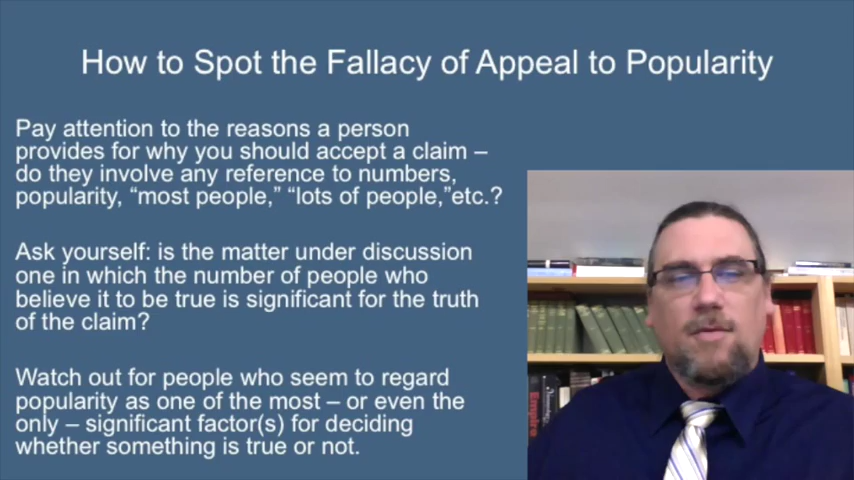 How to Spot the Fallacy of Appeal to Popularity
Pay attention to the reasons a person
provides for why you should accept a claim –
do they involve any reference to numbers,
popularity, “most people,” “lots of people,”etc.?
Ask yourself: is the matter under discussion
one in which the number of people who
believe it to be true is significant for the truth
of the claim?
Watch out for people who seem to regard
popularity as one of the most – or even the
only – significant factor(s) for deciding
whether something is true or not.
Empire